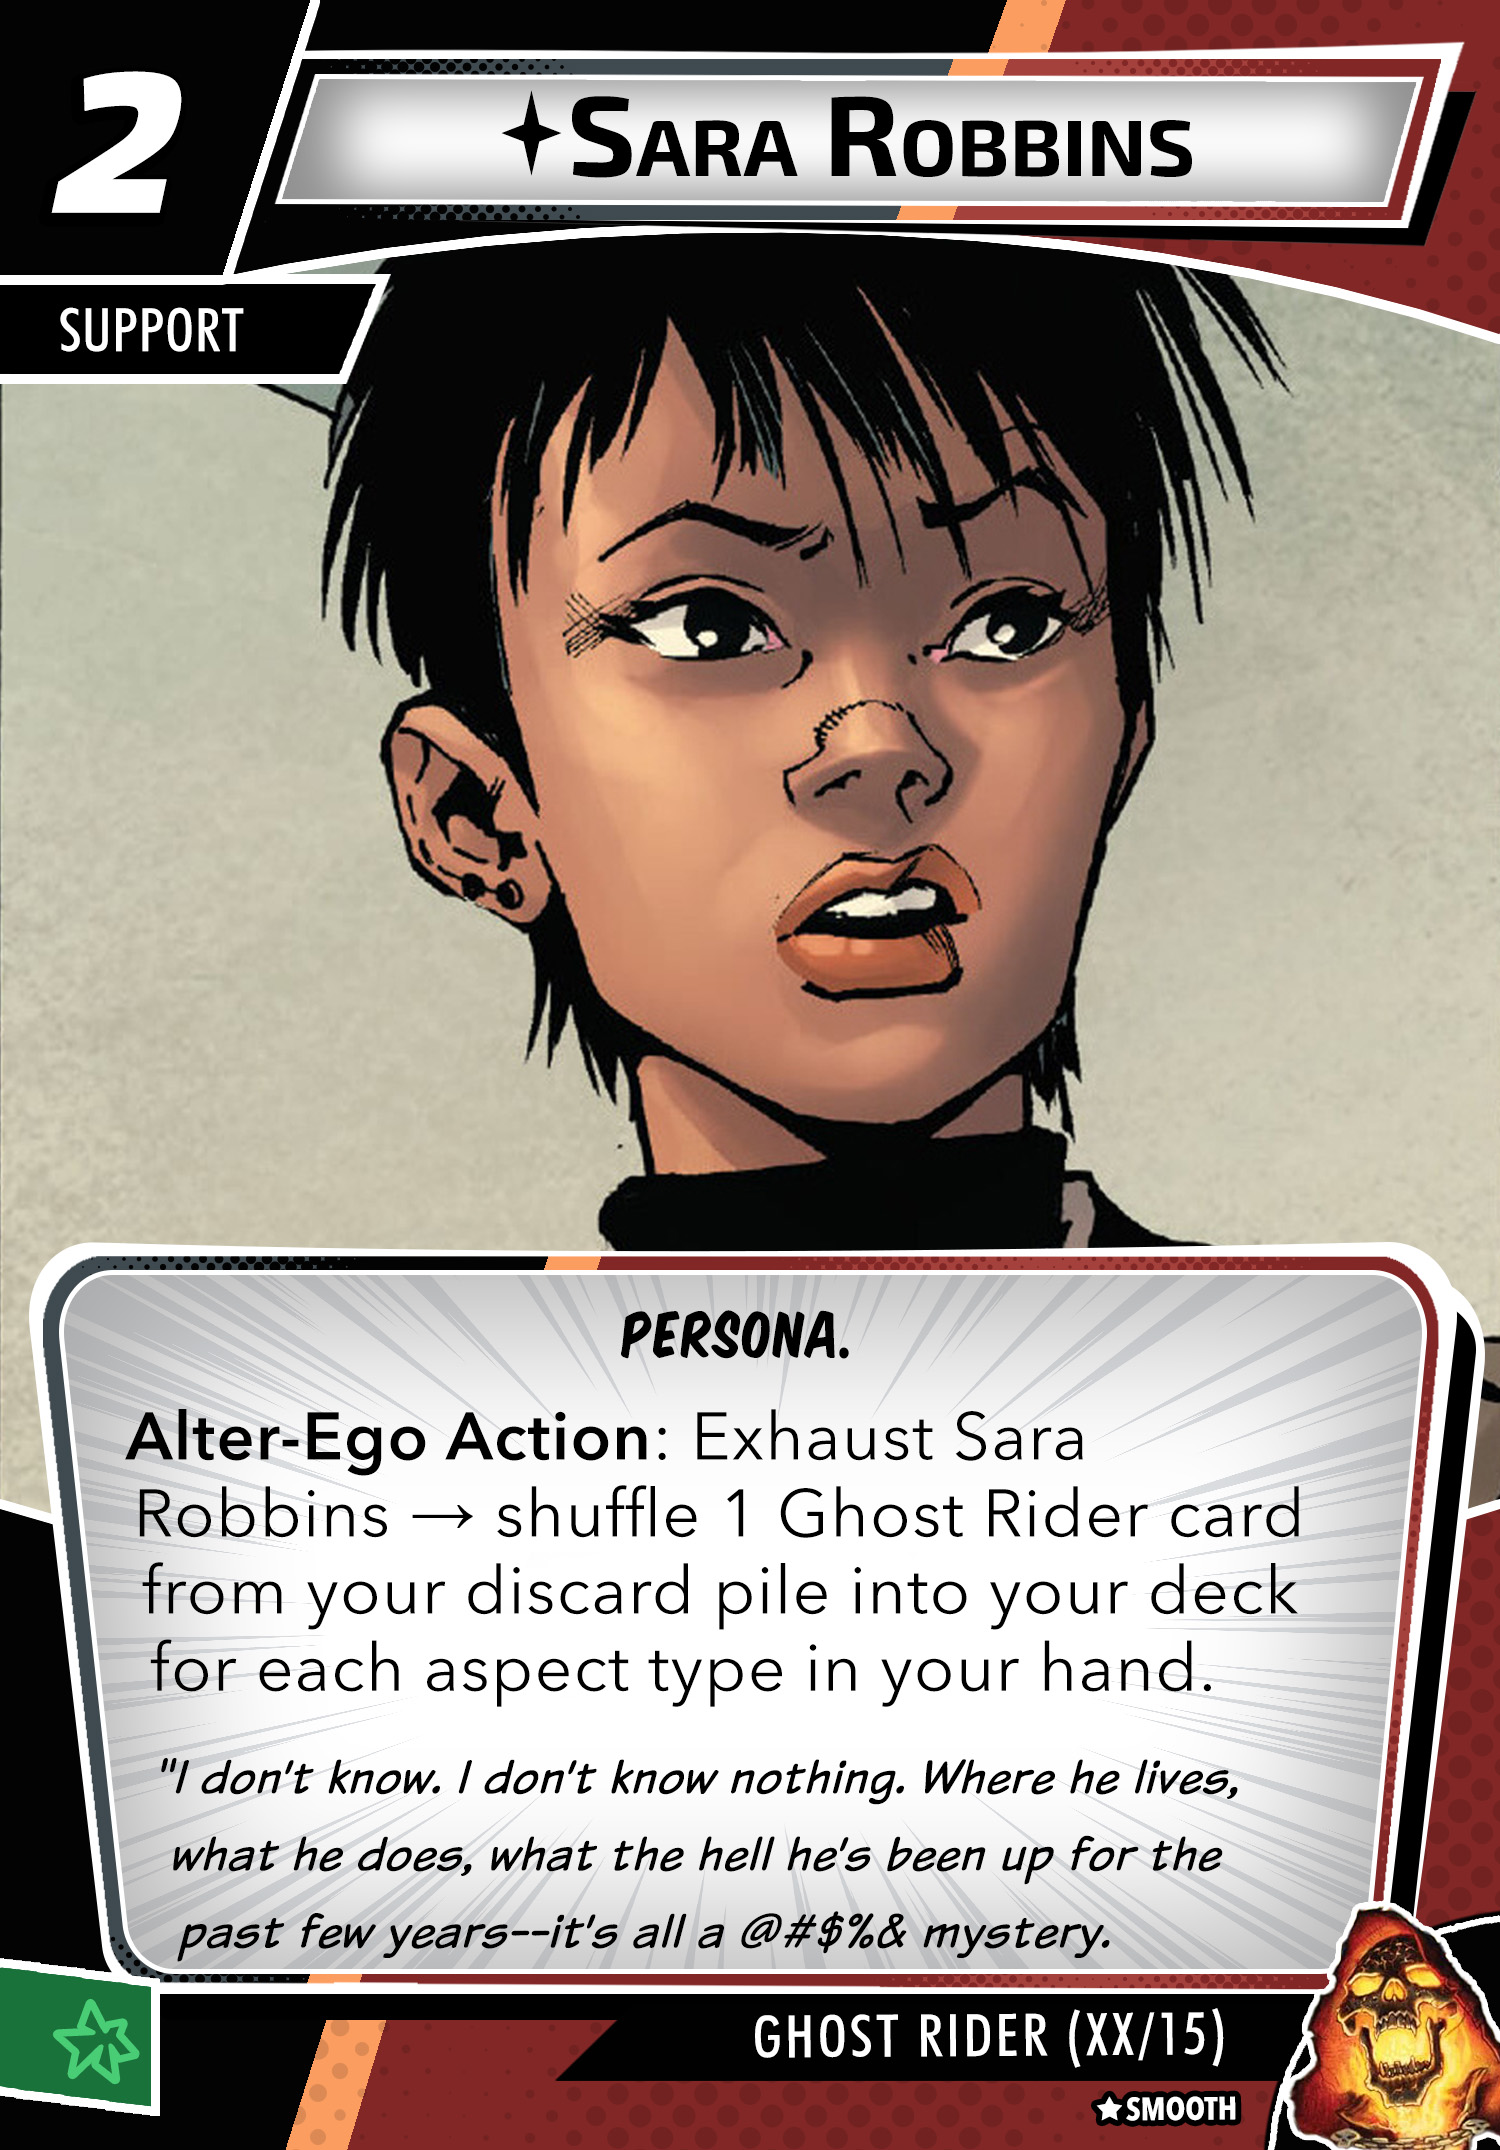 2
SARA ROBBINS
SUPPORT
PERSONA.
Alter-Ego Action: Exhaust Sara
Robbins → shuffle 1 Ghost Rider card
from your discard pile into your deck
for each aspect type in your hand.
"I don't know. I don't know nothing. Where he lives,
what he does, what the hell he's been up for the
past few years--it's all a @#$%& mystery.
GHOST RIDER (XX/15)
★SMOOTH